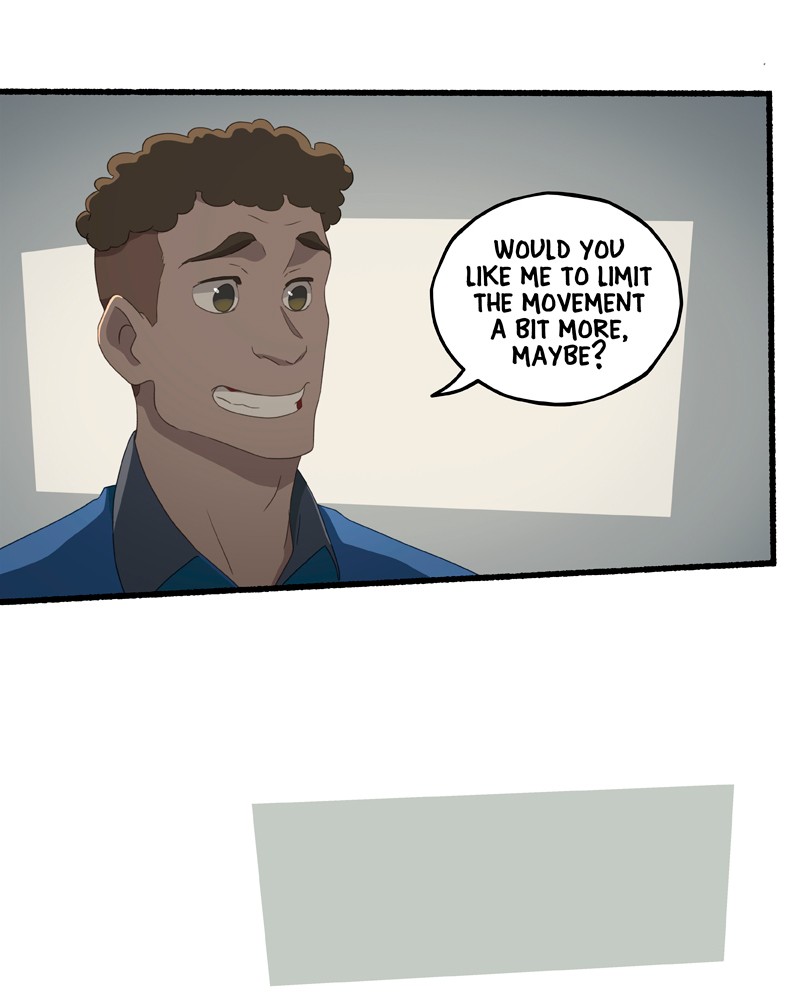 WOULD YOU
LIKE ME TO LIMIT
THE MOVEMENT
A BIT MORE,
MAYBE?